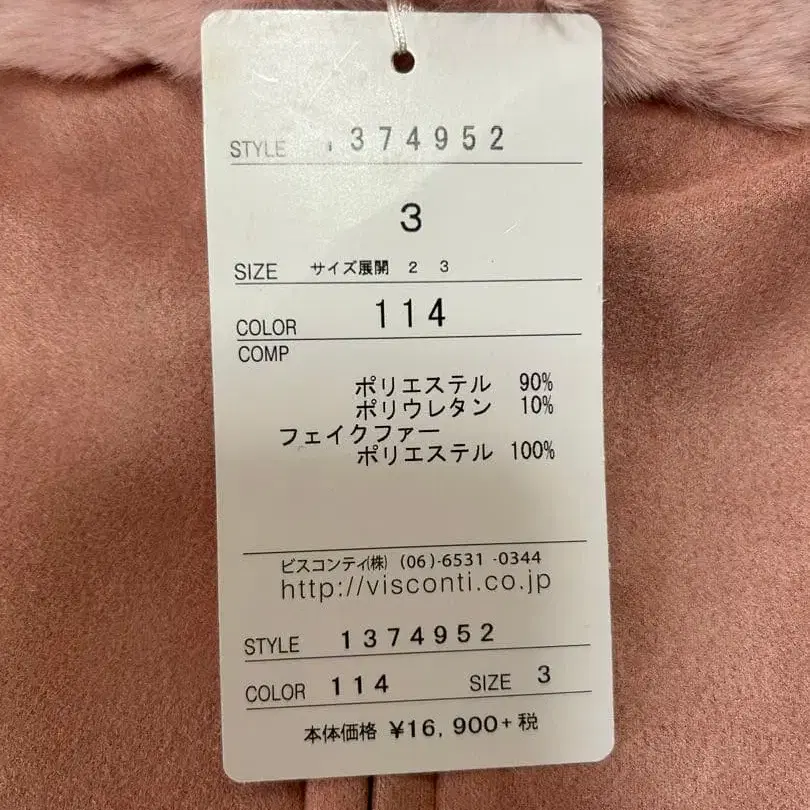 STYLE 1374952
3
SIZE サイズ展開 2 3
COLOR 114
COMP
ポリエステル 90%
ポリウレタン 10%
フェイクファー
ポリエステル 100%
ビスコンティ(株) (06)-6531-0344
http://visconti.co.jp
STYLE 1374952
COLOR 114 SIZE 3
本体価格 ¥16,900+税